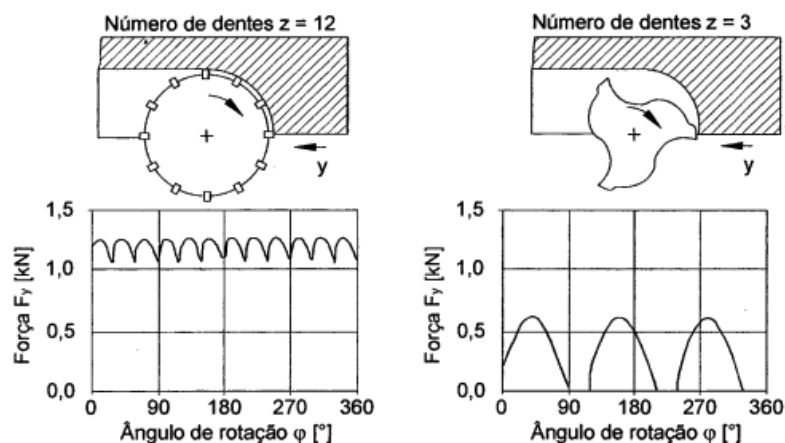 Número de dentes z = 12
y
1,5
1,0
0,5
0,0
Força Fy [kN]
0 90 180 270 360
Ângulo de rotação φ [°]
Número de dentes z = 3
y
1,5
1,0
0,5
0,0
Força Fy [kN]
0 90 180 270 360
Ângulo de rotação φ [°]